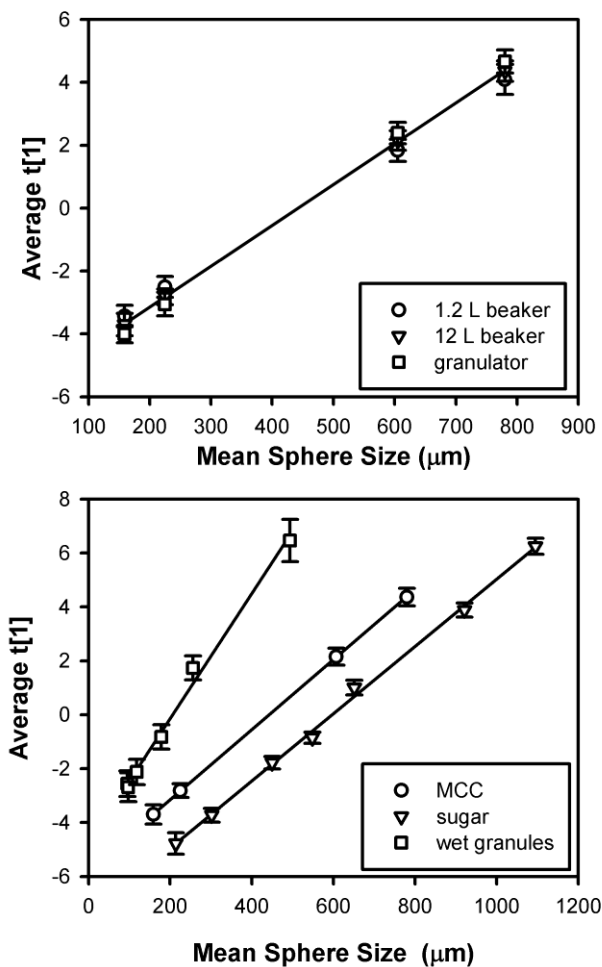 6
4
2
0
-2
-4
-6
Average t[1]
1.2 L beaker
12 L beaker
granulator
100 200 300 400 500 600 700 800 900
Mean Sphere Size (μm)
8
6
4
2
0
-2
-4
-6
Average t[1]
MCC
sugar
wet granules
0 200 400 600 800 1000 1200
Mean Sphere Size (μm)